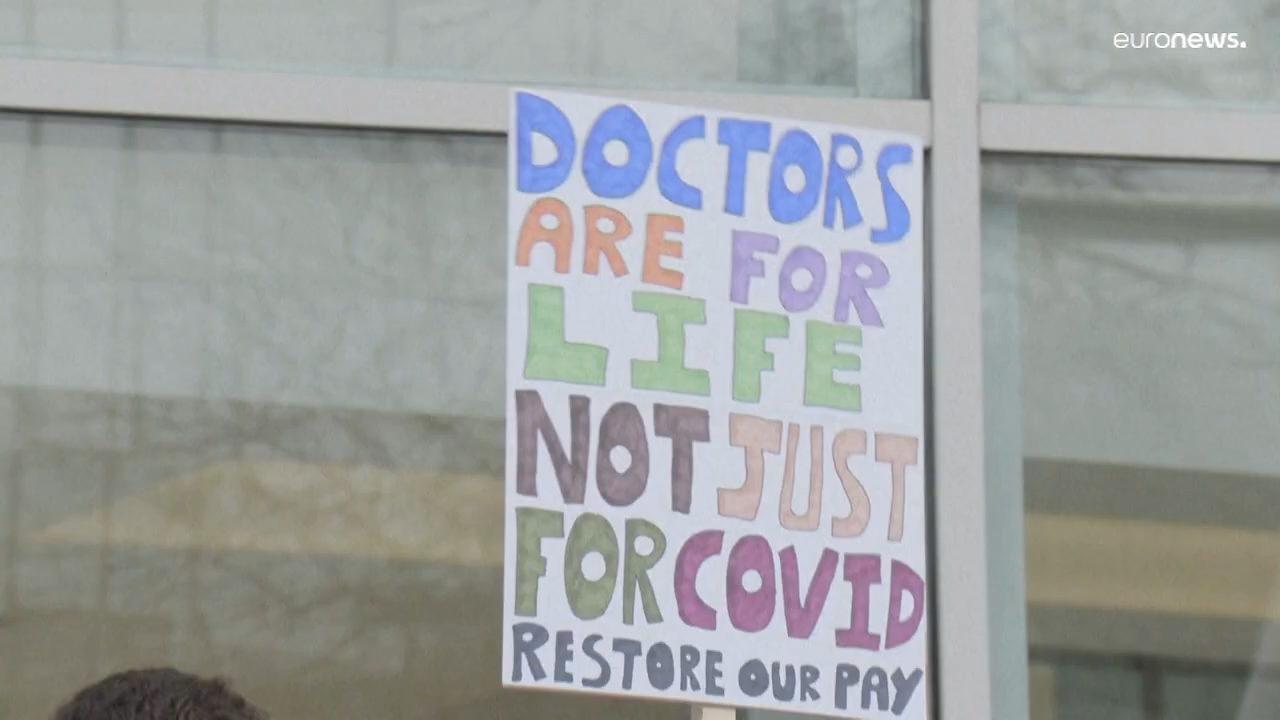 euronews.
DOCTORS
ARE FOR
LIFE
NOT JUST
FOR COVID
RESTORE OUR PAY